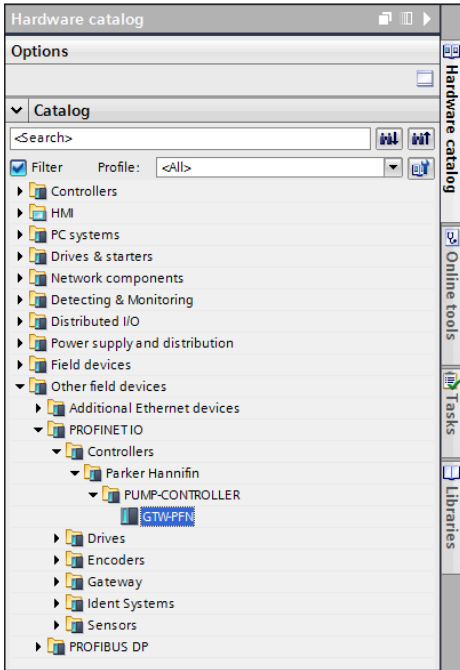 Hardware catalog
Options
Catalog
<Search>
Filter Profile: <All>
Controllers
HMI
PC systems
Drives & starters
Network components
Detecting & Monitoring
Distributed I/O
Power supply and distribution
Field devices
Other field devices
Additional Ethernet devices
PROFINET IO
Controllers
Parker Hannifin
PUMP-CONTROLLER
GTW-PFN
Drives
Encoders
Gateway
Ident Systems
Sensors
PROFIBUS DP
Hardware catalog
Online tools
Tasks
Libraries